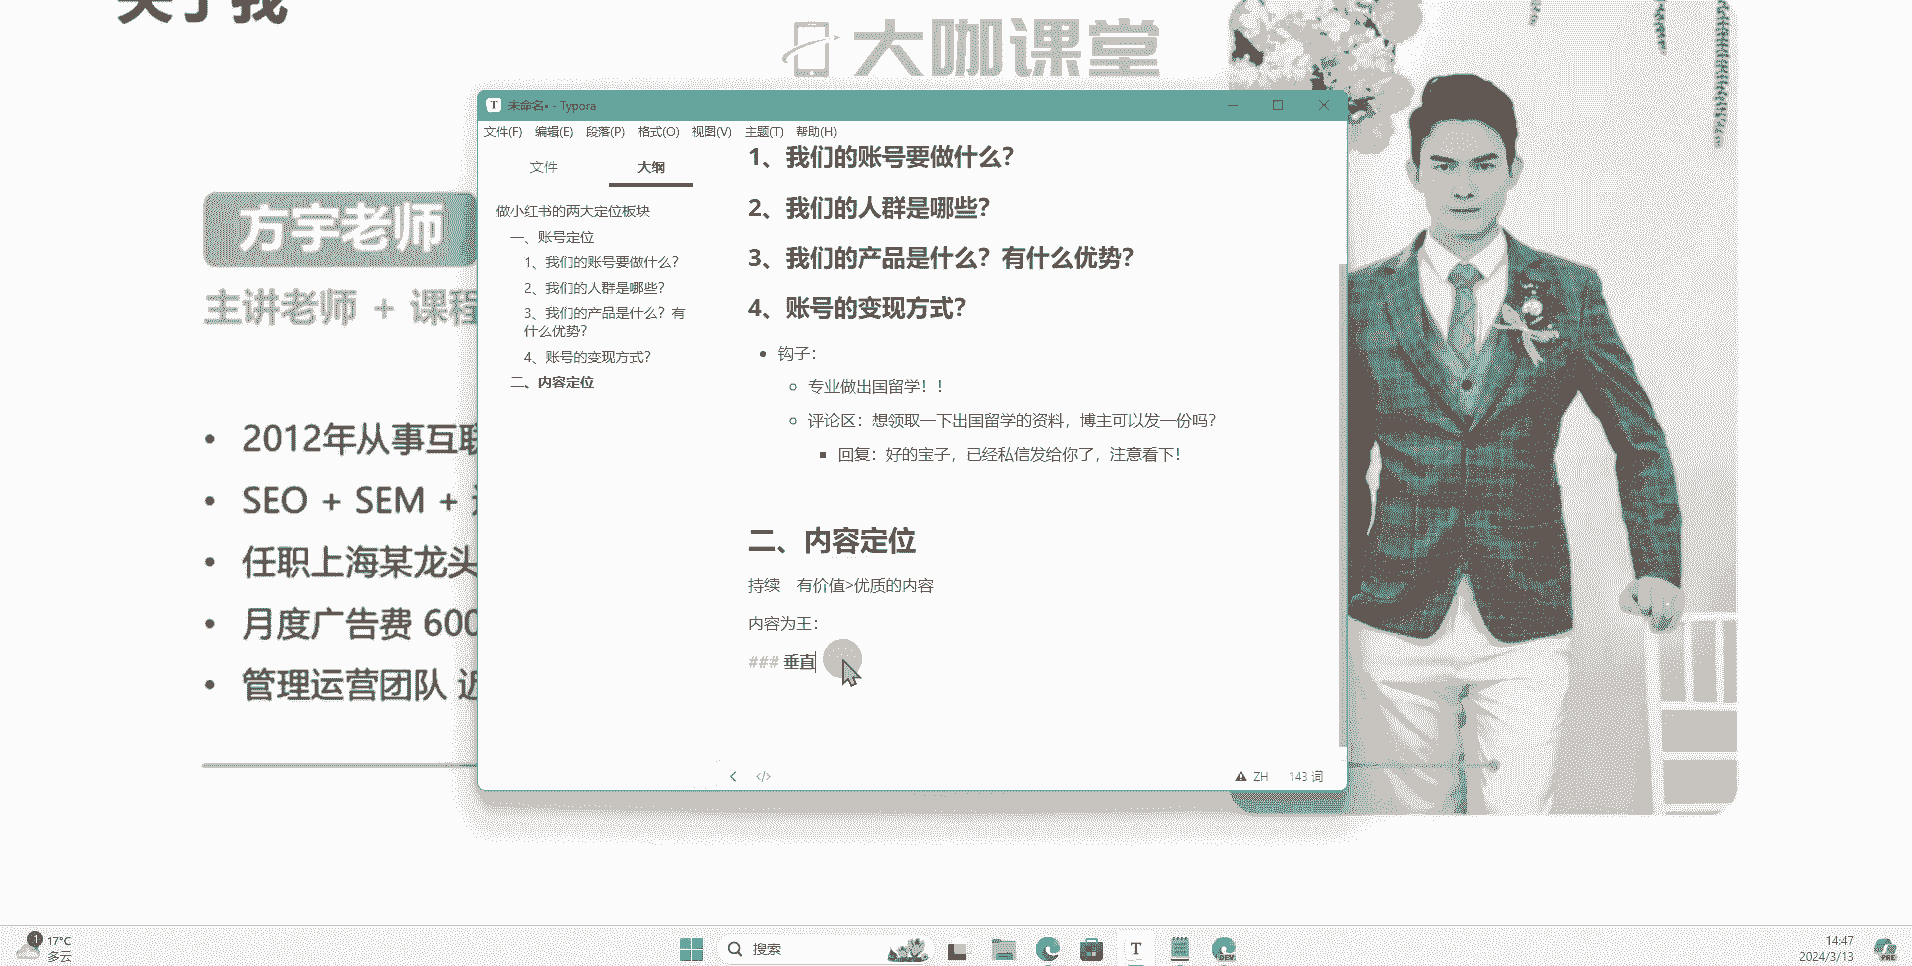 关于我
大咖课堂
方宇老师
主讲老师 + 课程
2012年从事互联
SEO + SEM +
任职上海某龙头
月度广告费 600
管理运营团队 近
未命名• - Typora
文件(F) 编辑(E) 段落(P) 格式(O) 视图(V) 主题(T) 帮助(H)
文件 大纲
做小红书的两大定位板块
一、账号定位
1、我们的账号要做什么？
2、我们的人群是哪些？
3、我们的产品是什么？有
什么优势？
4、账号的变现方式？
二、内容定位
1、我们的账号要做什么？
2、我们的人群是哪些？
3、我们的产品是什么？有什么优势？
4、账号的变现方式？
钩子：
专业做出国留学！！
评论区：想领取一下出国留学的资料，博主可以发一份吗？
回复：好的宝子，已经私信发给你了，注意看下！
二、内容定位
持续 有价值>优质的内容
内容为王：
### 垂直
</> ZH 143 词
1
17°C
多云
搜索
T
DEV
14:47
2024/3/13
PRE